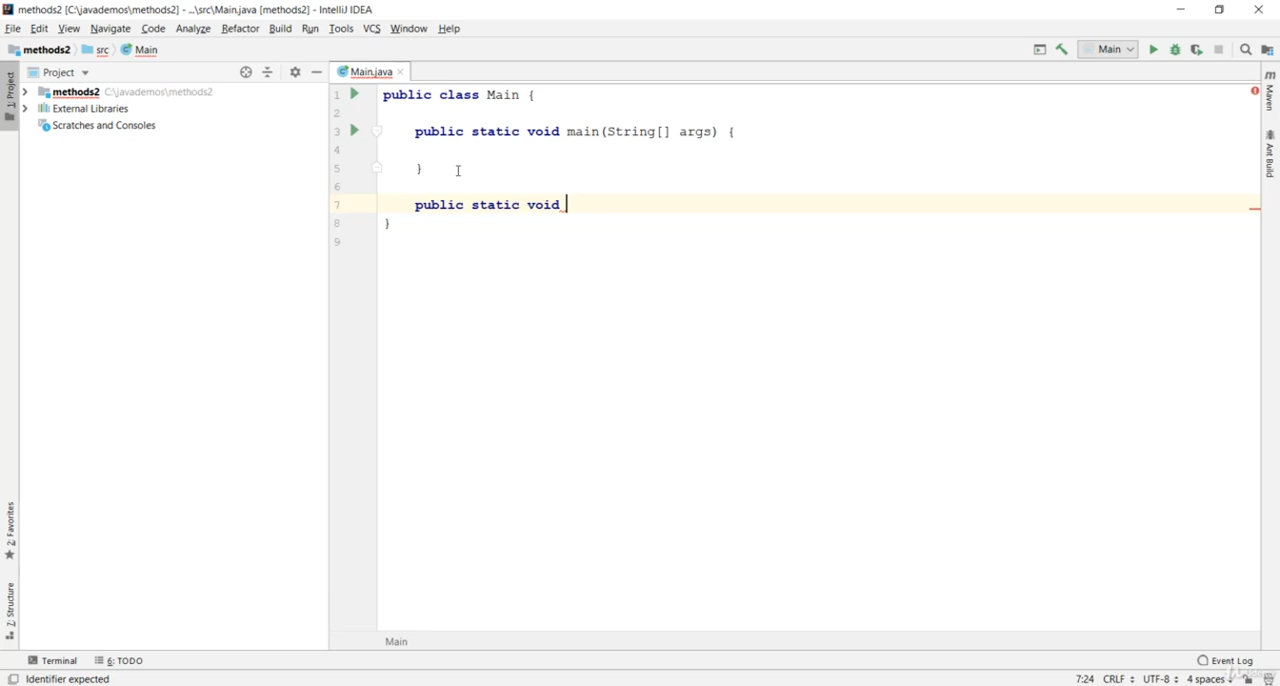 methods2 [C:\javademos\methods2] - ...\src\Main.java [methods2] - IntelliJ IDEA
File Edit View Navigate Code Analyze Refactor Build Run Tools VCS Window Help
methods2 src Main Main
1: Project
Project
Main.java
methods2 C:\javademos\methods2
External Libraries
Scratches and Consoles
1 public class Main {
2
3 public static void main(String[] args) {
4
5 }
6
7 public static void
8 }
9
Maven
Ant Build
2: Favorites
7: Structure
Main
Terminal 6: TODO Event Log
Identifier expected 7:24 CRLF UTF-8 4 spaces